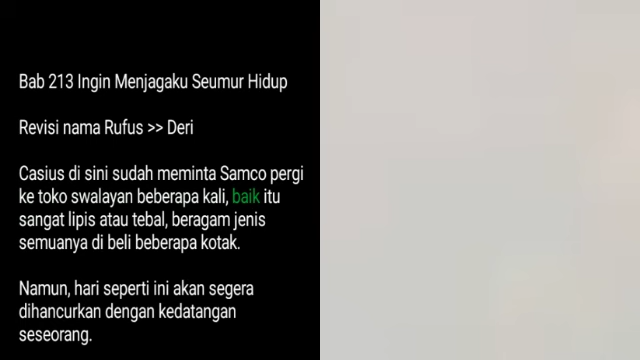 Bab 213 Ingin Menjagaku Seumur Hidup
Revisi nama Rufus >> Deri
Casius di sini sudah meminta Samco pergi
ke toko swalayan beberapa kali, baik itu
sangat lipis atau tebal, beragam jenis
semuanya di beli beberapa kotak.
Namun, hari seperti ini akan segera
dihancurkan dengan kedatangan
seseorang.